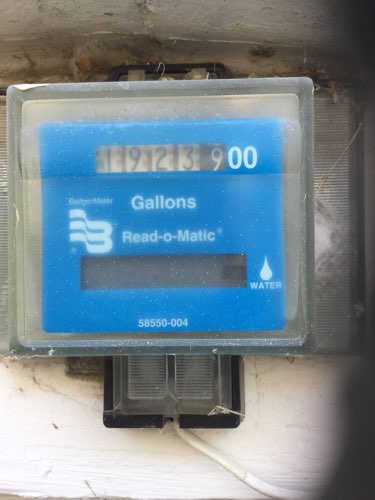 1923900
BadgerMeter
Gallons
Read-o-Matic®
WATER
58550-004